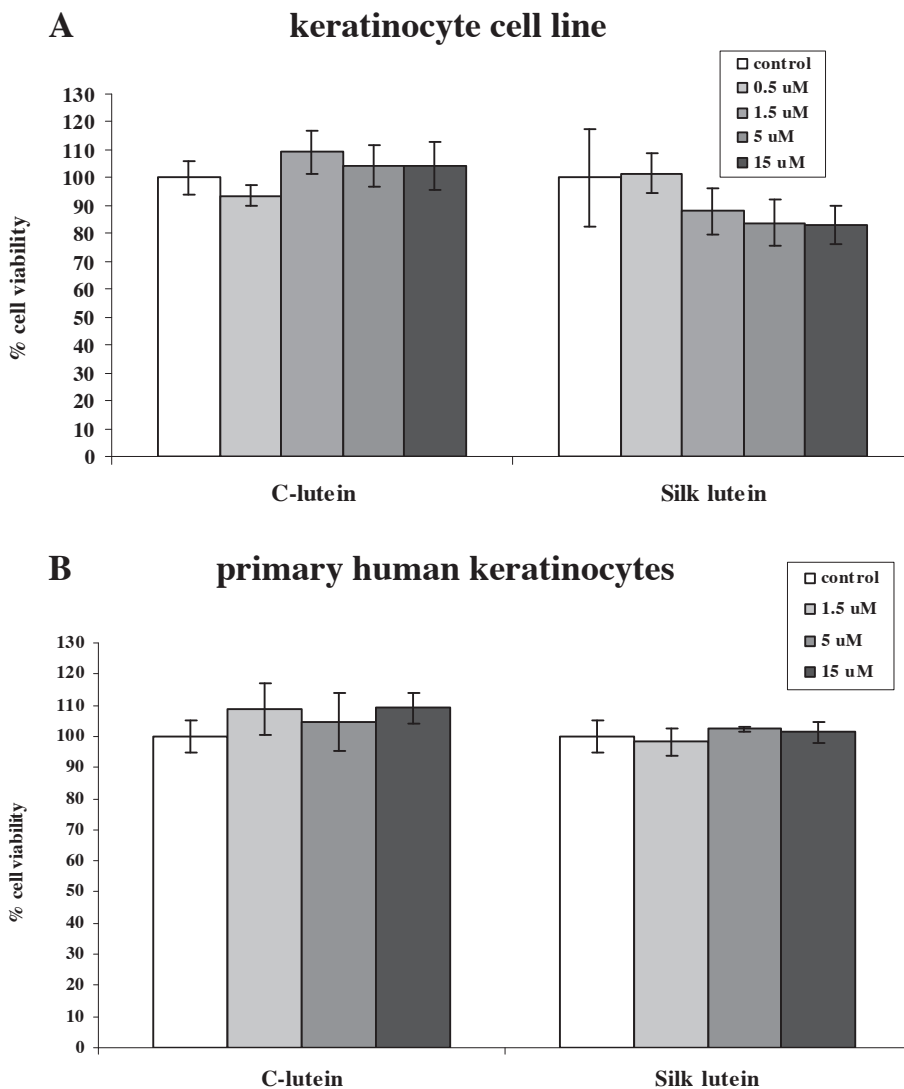 A keratinocyte cell line
control
0.5 uM
1.5 uM
5 uM
15 uM
% cell viability
130
120
110
100
90
80
70
60
50
40
30
20
10
0
C-lutein Silk lutein
B primary human keratinocytes
control
1.5 uM
5 uM
15 uM
% cell viability
130
120
110
100
90
80
70
60
50
40
30
20
10
0
C-lutein Silk lutein